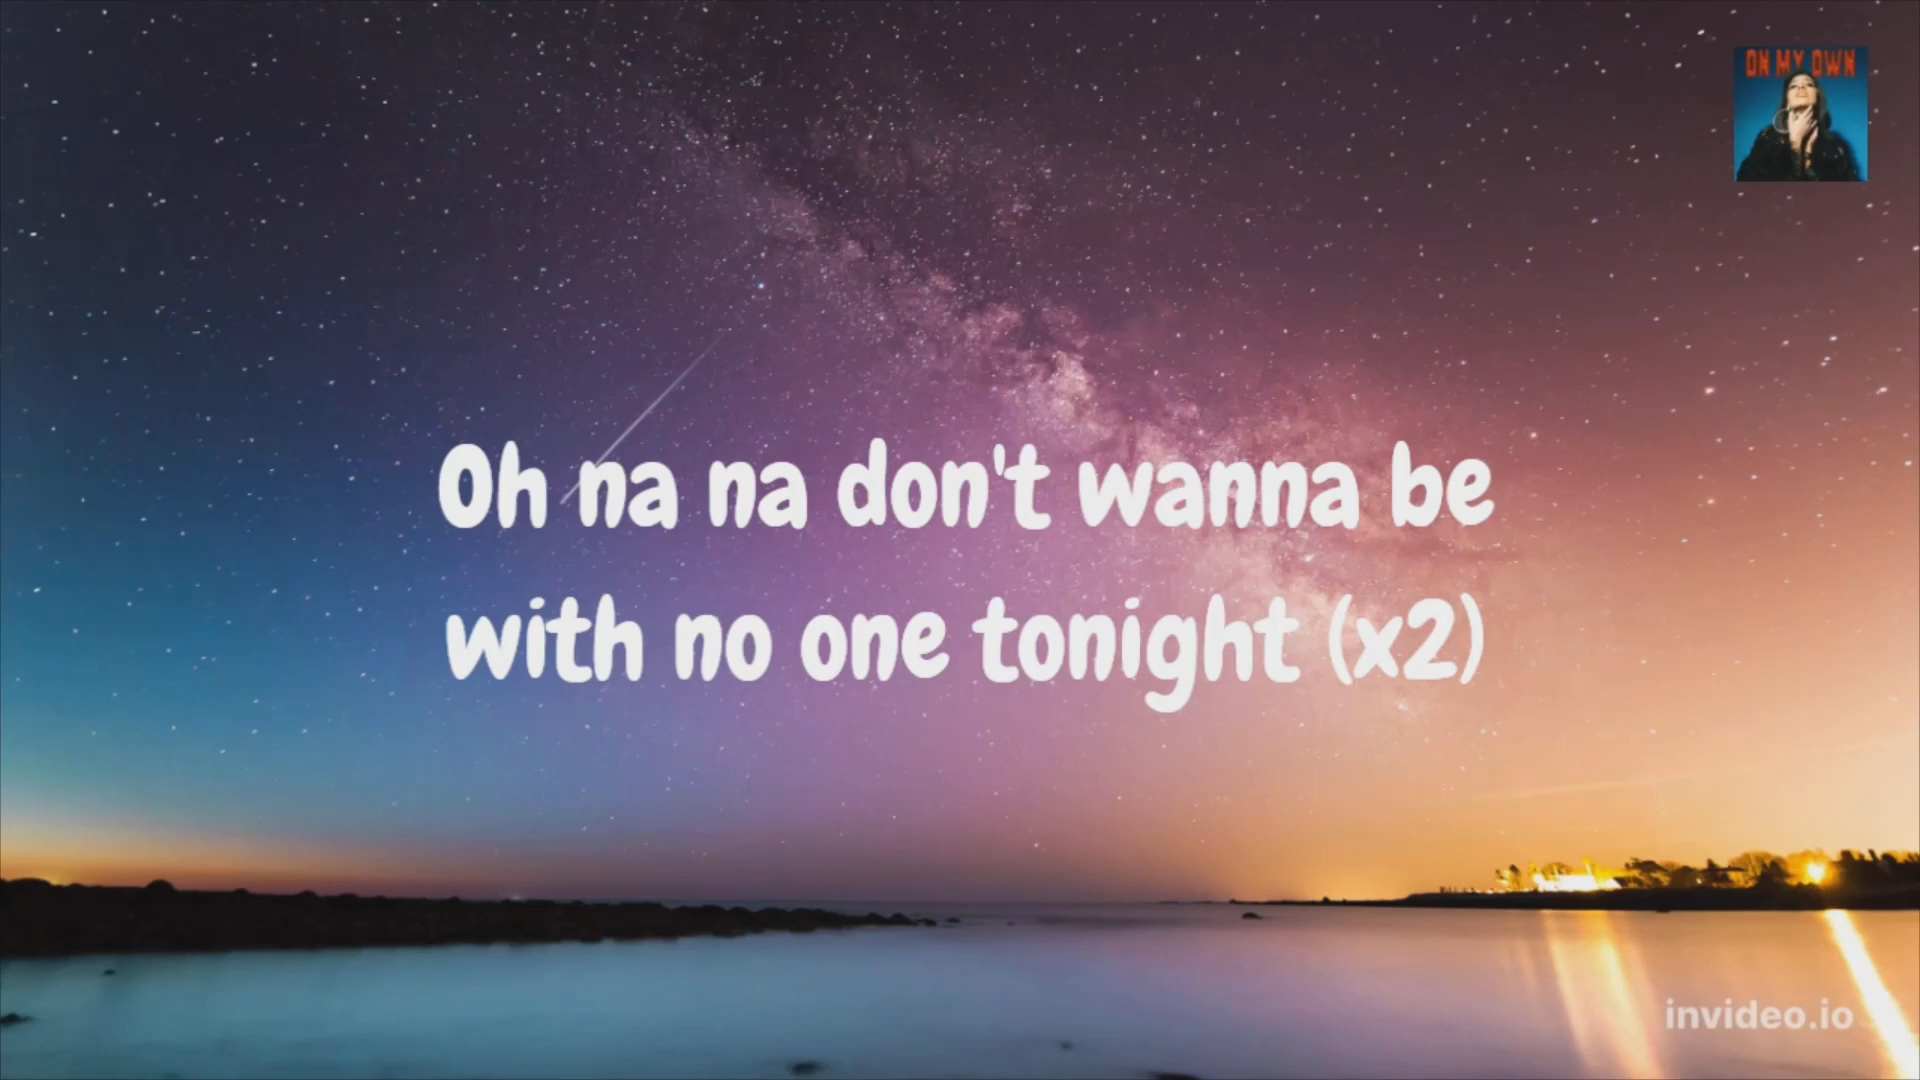 ON MY OWN
Oh na na don't wanna be
with no one tonight (x2)
invideo.io